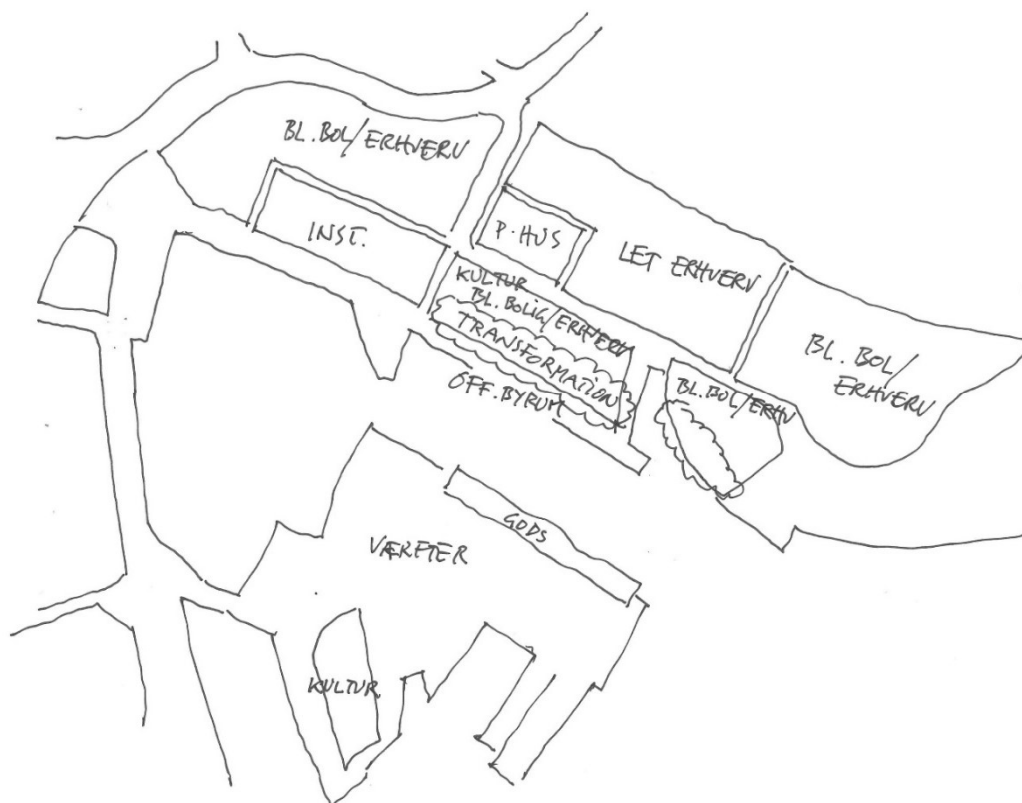 BL. BOL/ERHVERV
INST.
P-HUS
LET ERHVERV
KULTUR
BL. BOLIG/ERHVERV
TRANSFORMATION
OFF. BYRUM
BL. BOL/ERHV
BL. BOL/
ERHVERV
GODS
VÆRFTER
KULTUR